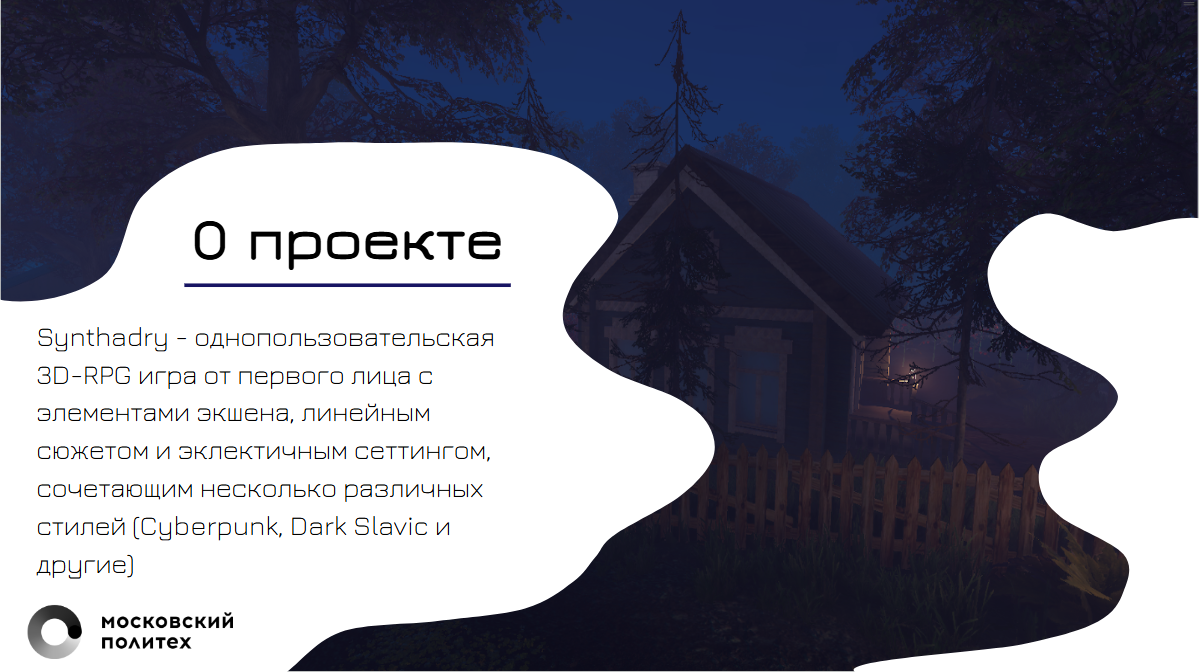 О проекте
Synthadry - однопользовательская
3D-RPG игра от первого лица с
элементами экшена, линейным
сюжетом и эклектичным сеттингом,
сочетающим несколько различных
стилей (Cyberpunk, Dark Slavic и
другие)
московский
политех